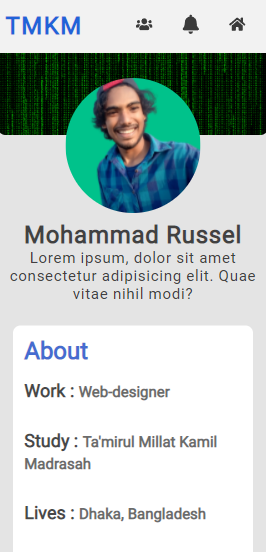 TMKM
Mohammad Russel
Lorem ipsum, dolor sit amet
consectetur adipisicing elit. Quae
vitae nihil modi?
About
Work : Web-designer
Study : Ta'mirul Millat Kamil
Madrasah
Lives : Dhaka, Bangladesh